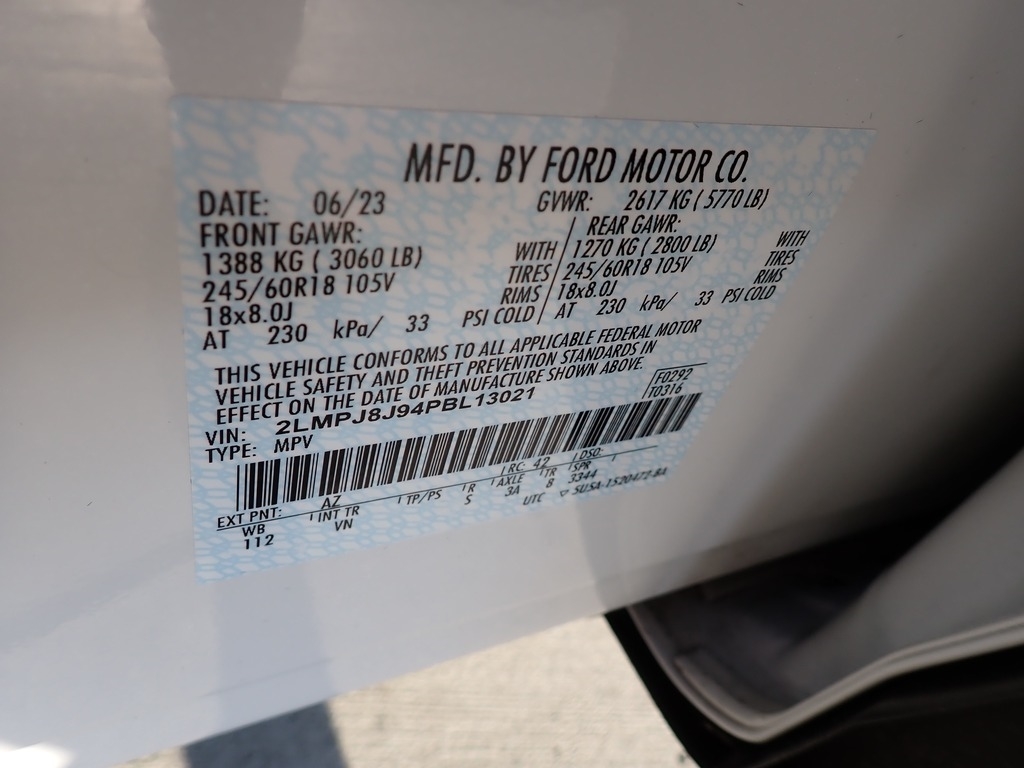 MFD. BY FORD MOTOR CO.
DATE: 06/23 GVWR: 2617 KG ( 5770 LB)
FRONT GAWR: REAR GAWR:
1388 KG ( 3060 LB) WITH 1270 KG ( 2800 LB) WITH
245/60R18 105V TIRES 245/60R18 105V TIRES
18x8.0J RIMS 18x8.0J RIMS
AT 230 kPa/ 33 PSI COLD AT 230 kPa/ 33 PSI COLD
THIS VEHICLE CONFORMS TO ALL APPLICABLE FEDERAL MOTOR
VEHICLE SAFETY AND THEFT PREVENTION STANDARDS IN
EFFECT ON THE DATE OF MANUFACTURE SHOWN ABOVE.
F0292
T0316
VIN: 2LMPJ8J94PBL13021
TYPE: MPV
EXT PNT: AZ RC: 42 DSO:
WB INT TR TP/PS R AXLE TR SPR
112 VN S 3A 8 3344
UTC ▽ 5USA-1520472-BA